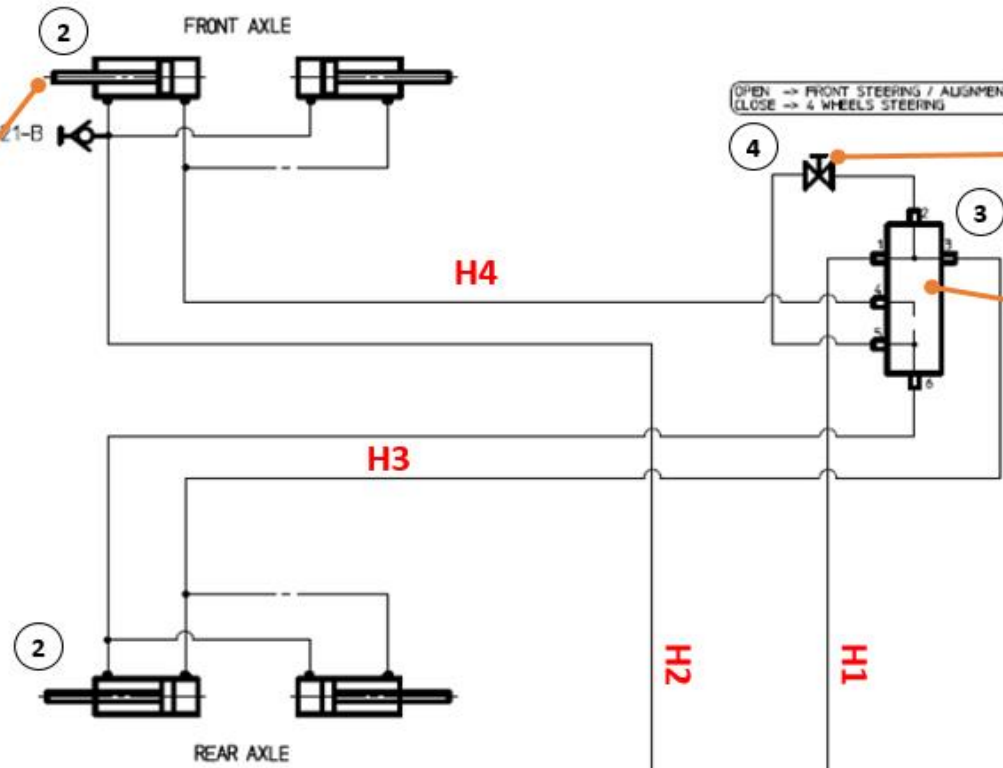 2
FRONT AXLE
21-B
OPEN -> FRONT STEERING / ALIGNMEN
CLOSE -> 4 WHEELS STEERING
4
2
3
1
3
H4
4
5
6
H3
2
H2
H1
REAR AXLE